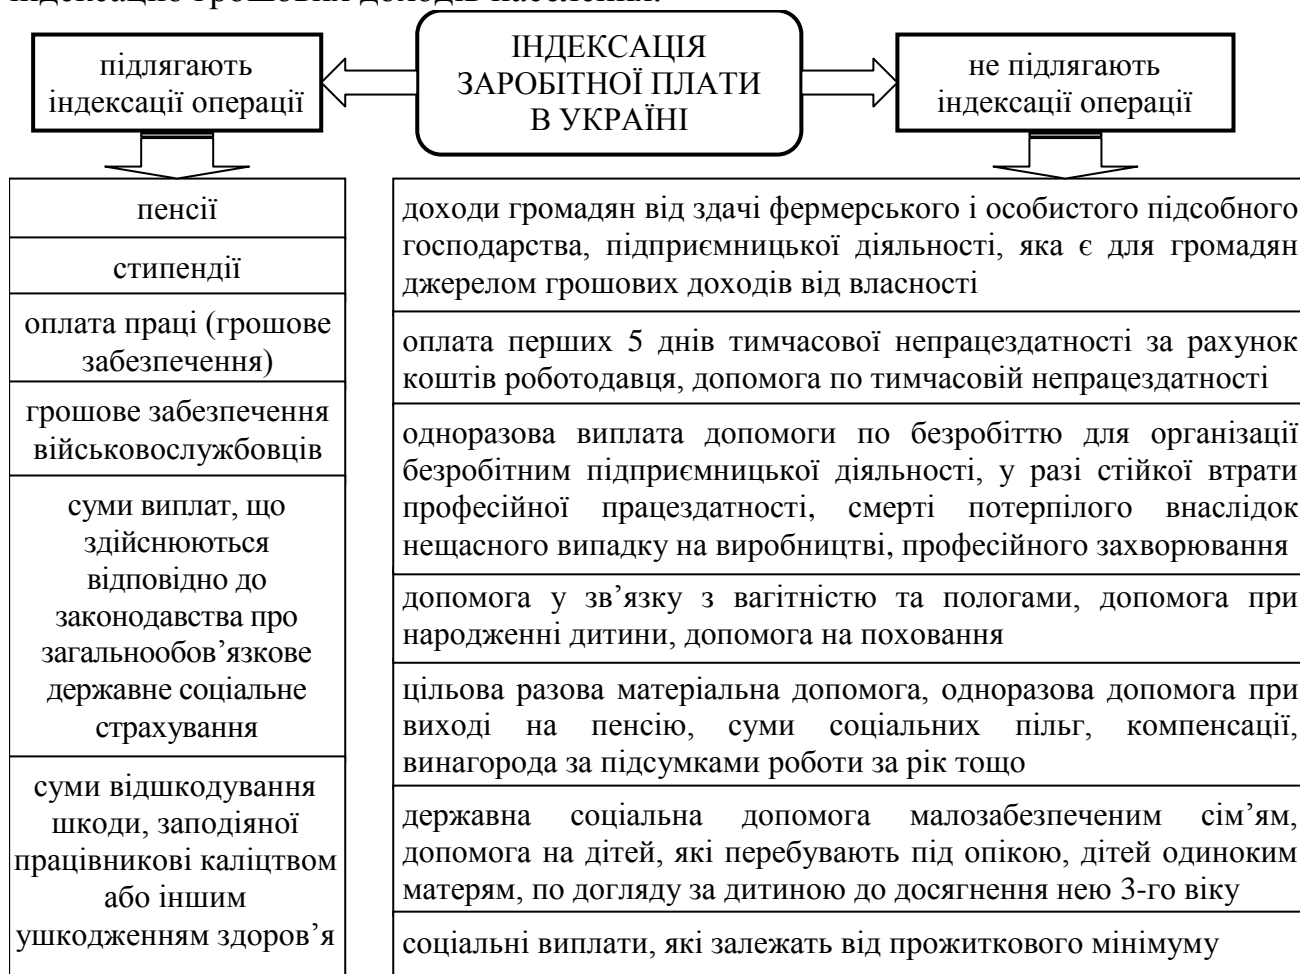 індексацію грошових доходів населення.
ІНДЕКСАЦІЯ
ЗАРОБІТНОЇ ПЛАТИ
В УКРАЇНІ
підлягають
індексації операції
не підлягають
індексації операції
пенсії
стипендії
оплата праці (грошове
забезпечення)
грошове забезпечення
військовослужбовців
суми виплат, що
здійснюються
відповідно до
законодавства про
загальнообов’язкове
державне соціальне
страхування
суми відшкодування
шкоди, заподіяної
працівникові каліцтвом
або іншим
ушкодженням здоров’я
доходи громадян від здачі фермерського і особистого підсобного
господарства, підприємницької діяльності, яка є для громадян
джерелом грошових доходів від власності
оплата перших 5 днів тимчасової непрацездатності за рахунок
коштів роботодавця, допомога по тимчасовій непрацездатності
одноразова виплата допомоги по безробіттю для організації
безробітним підприємницької діяльності, у разі стійкої втрати
професійної працездатності, смерті потерпілого внаслідок
нещасного випадку на виробництві, професійного захворювання
допомога у зв’язку з вагітністю та пологами, допомога при
народженні дитини, допомога на поховання
цільова разова матеріальна допомога, одноразова допомога при
виході на пенсію, суми соціальних пільг, компенсації,
винагорода за підсумками роботи за рік тощо
державна соціальна допомога малозабезпеченим сім’ям,
допомога на дітей, які перебувають під опікою, дітей одиноким
матерям, по догляду за дитиною до досягнення нею 3-го віку
соціальні виплати, які залежать від прожиткового мінімуму